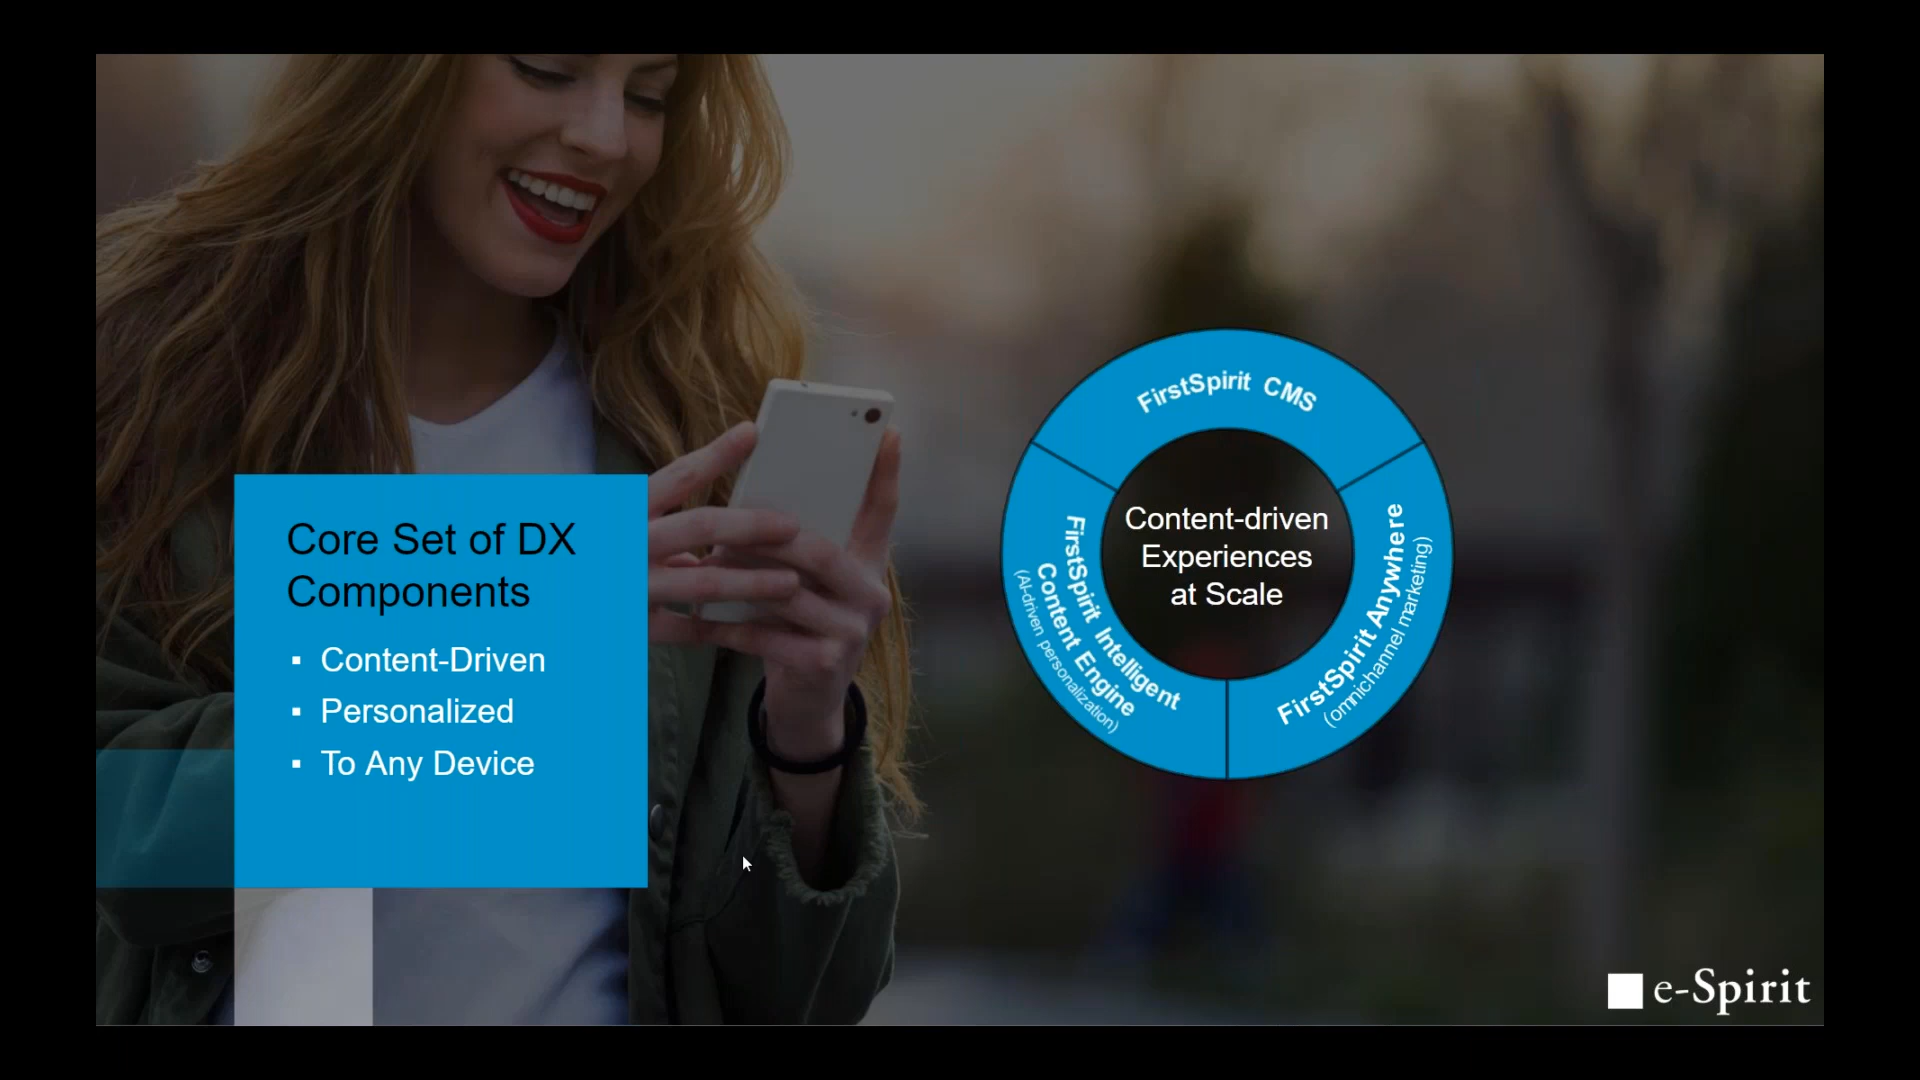 Core Set of DX
Components
▪ Content-Driven
▪ Personalized
▪ To Any Device
FirstSpirit CMS
Content-driven
Experiences
at Scale
FirstSpirit Intelligent
Content Engine
(AI-driven personalization)
FirstSpirit Anywhere
(omnichannel marketing)
e-Spirit